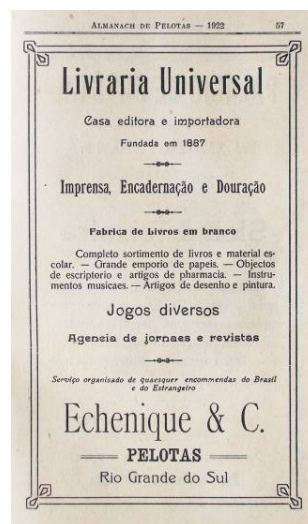 ALMANACH DE PELOTAS — 1922 57
Livraria Universal
Casa editora e importadora
Fundada em 1887
Imprensa, Encadernação e Douração
Fabrica de Livros em branco
Completo sortimento de livros e material es-
colar. — Grande emporio de papeis. — Objectos
de escriptorio e artigos de pharmacia. — Instru-
mentos musicaes. — Artigos de desenho e pintura.
Jogos diversos
Agencia de jornaes e revistas
Serviço organisado de quaesquer encommendas do Brasil
e do Estrangeiro
Echenique & C.
PELOTAS
Rio Grande do Sul